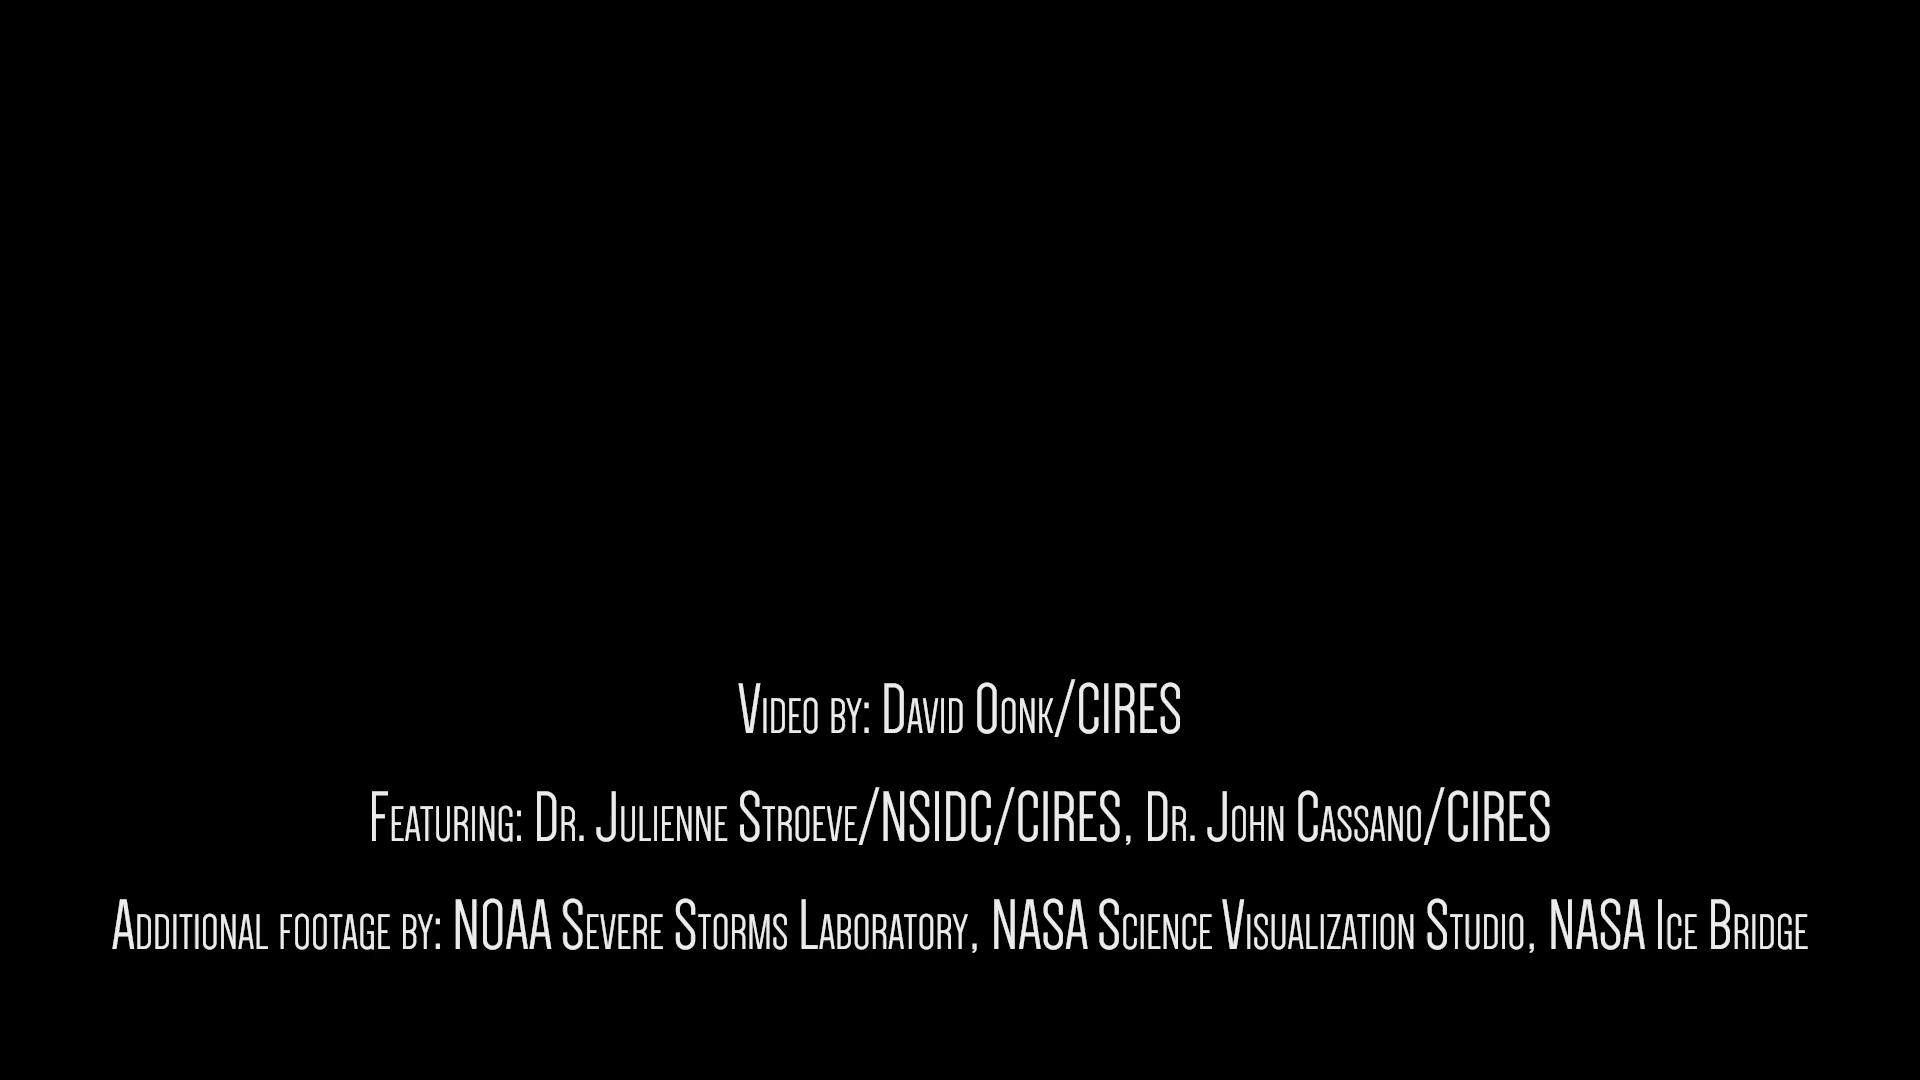 Video by: David Oonk/CIRES
Featuring: Dr. Julienne Stroeve/NSIDC/CIRES, Dr. John Cassano/CIRES
Additional footage by: NOAA Severe Storms Laboratory, NASA Science Visualization Studio, NASA Ice Bridge